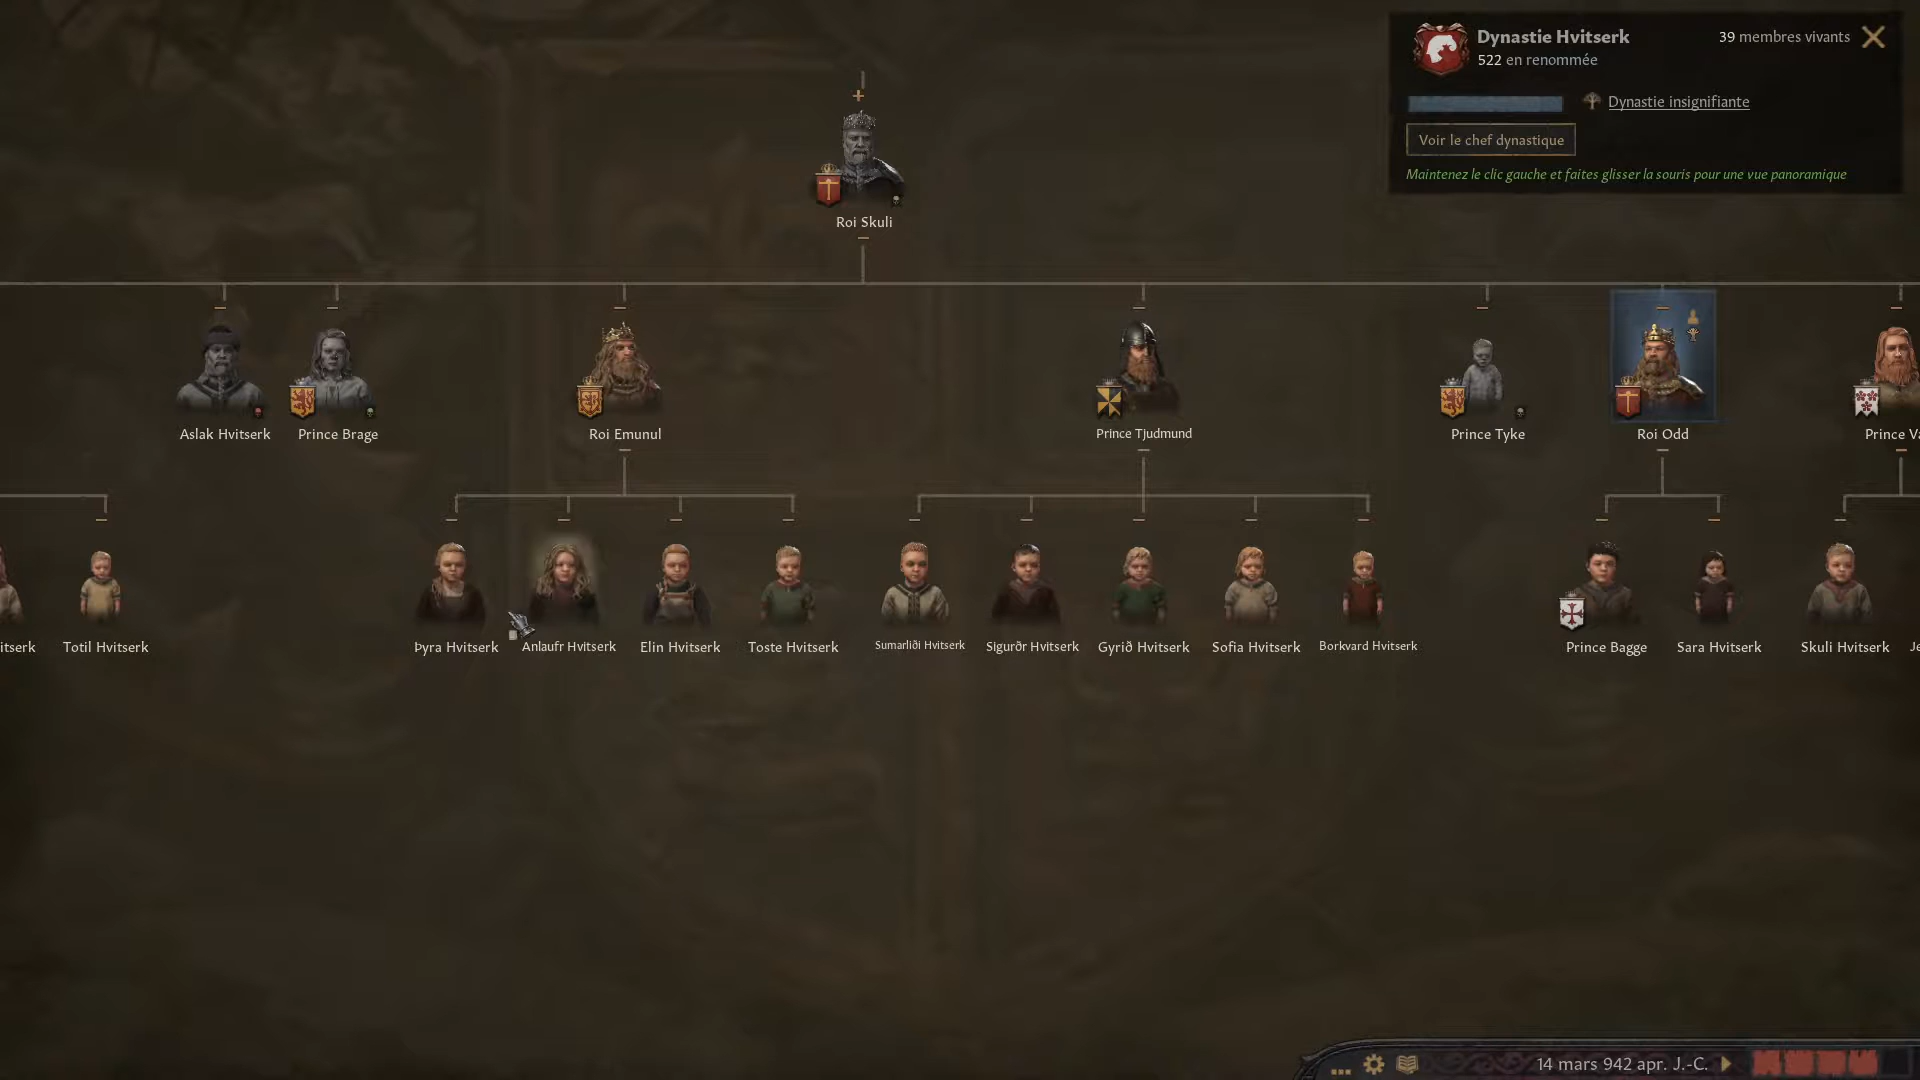 Dynastie Hvitserk
39 membres vivants
522 en renommée
Dynastie insignifiante
Voir le chef dynastique
Maintenez le clic gauche et faites glisser la souris pour une vue panoramique
Roi Skuli
Aslak Hvitserk
Prince Brage
Roi Emunul
Prince Tjudmund
Prince Tyke
Roi Odd
Prince Va
itserk
Totil Hvitserk
Þyra Hvitserk
Anlaufr Hvitserk
Elin Hvitserk
Toste Hvitserk
Sumarliði Hvitserk
Sigurðr Hvitserk
Gyrið Hvitserk
Sofia Hvitserk
Borkvard Hvitserk
Prince Bagge
Sara Hvitserk
Skuli Hvitserk
Je
14 mars 942 apr. J.-C.